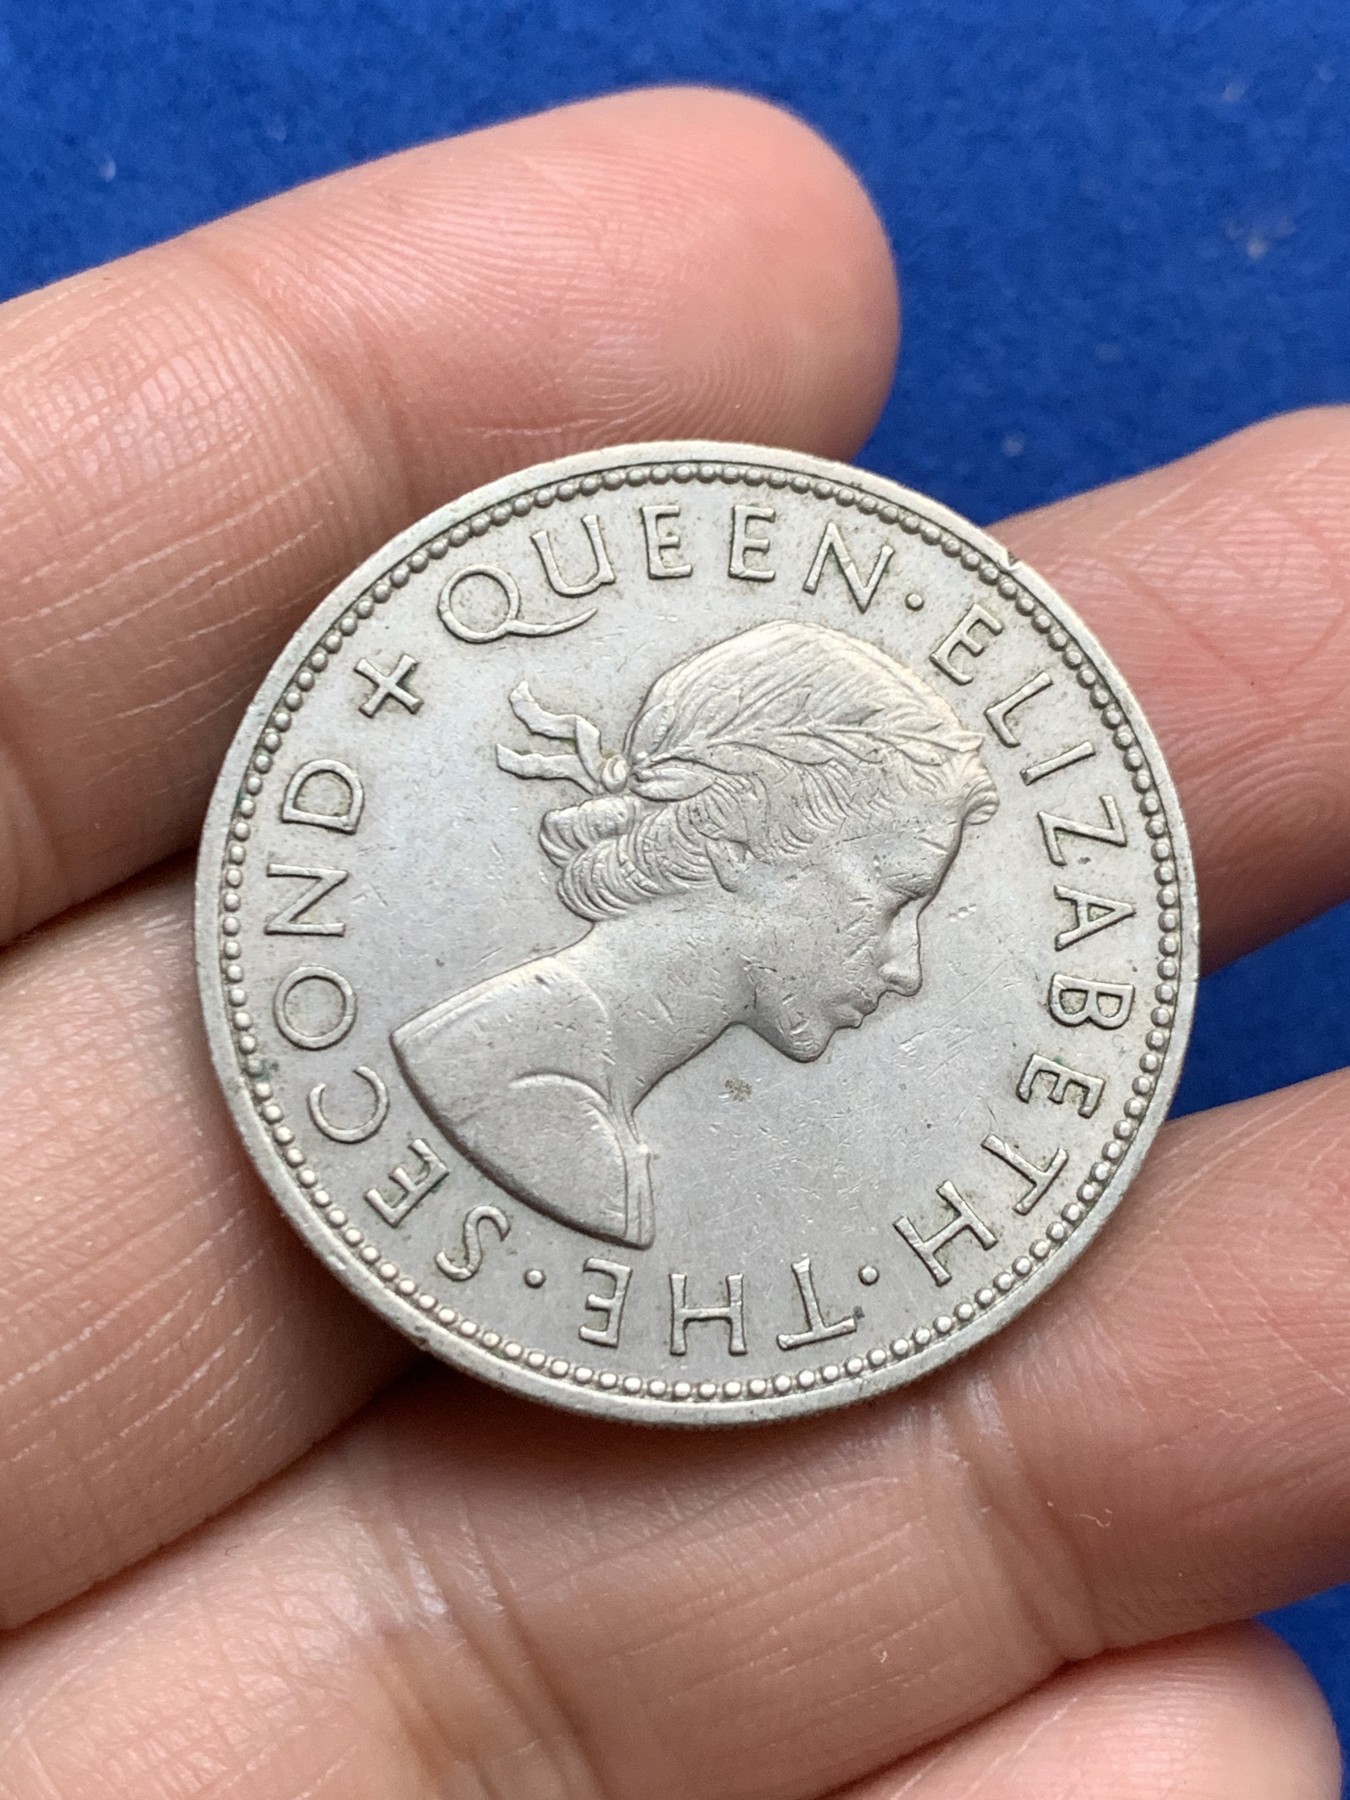 + QUEEN · ELIZABETH · THE · SECOND